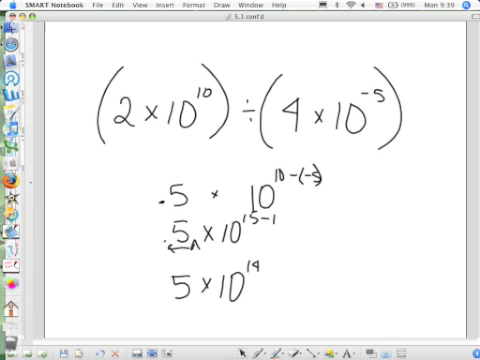 SMART Notebook File Edit View Insert Format Draw Window Help (99%) Mon 9:39
5.1 cont'd
(2 × 10^10) ÷ (4 × 10^-5)
.5 × 10^10-(-5)
.5 × 10^15-1
5 × 10^14